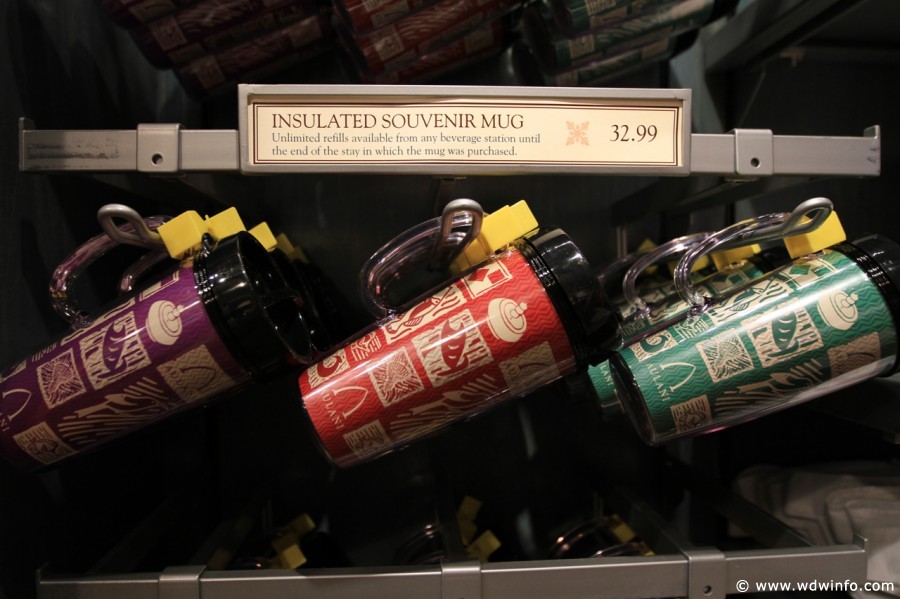 INSULATED SOUVENIR MUG
Unlimited refills available from any beverage station until
the end of the stay in which the mug was purchased.
32.99
© www.wdwinfo.com